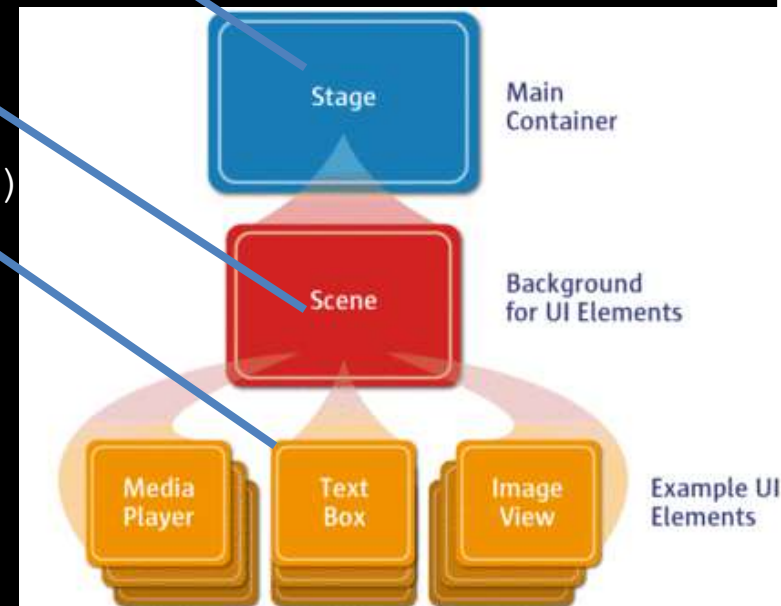 Stage
Main
Container
)
Scene
Background
for UI Elements
Media
Player
Text
Box
Image
View
Example UI
Elements